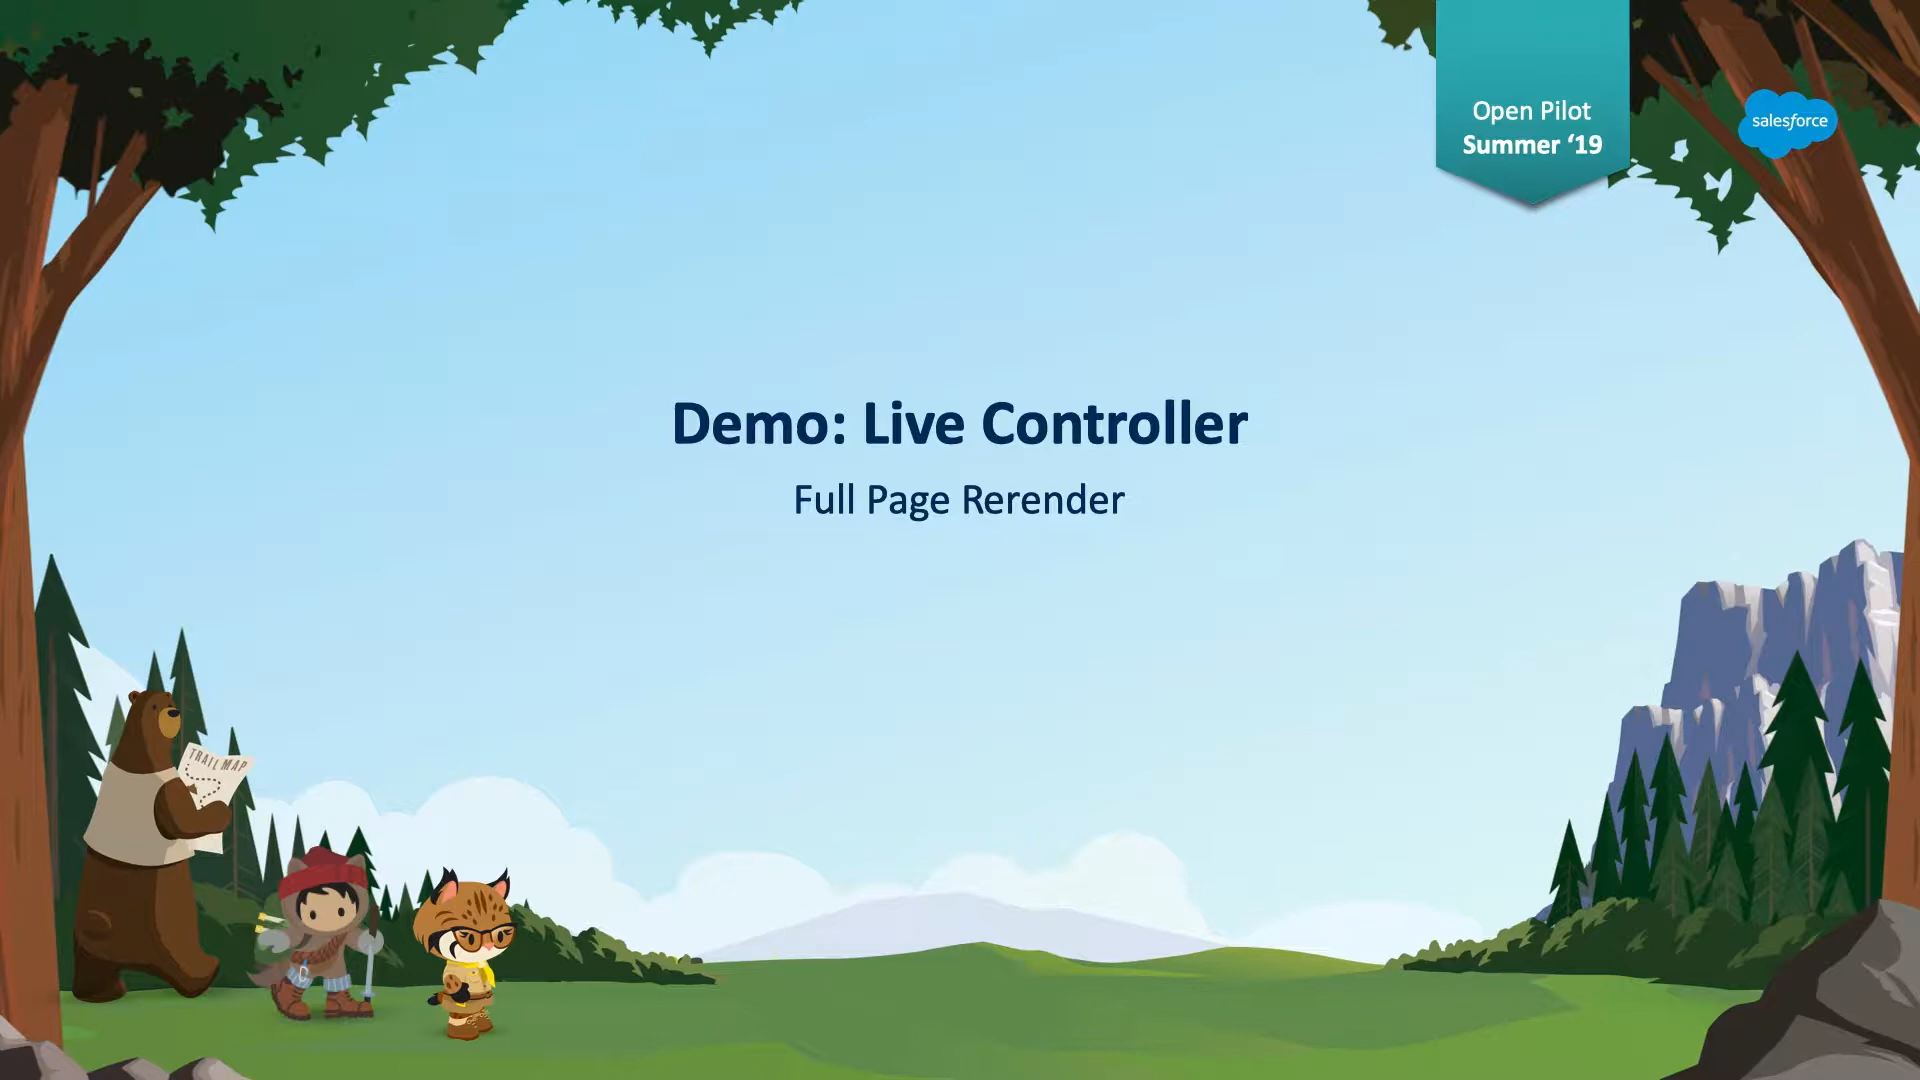 Open Pilot
Summer ‘19
salesforce
Demo: Live Controller
Full Page Rerender
TRAIL MAP